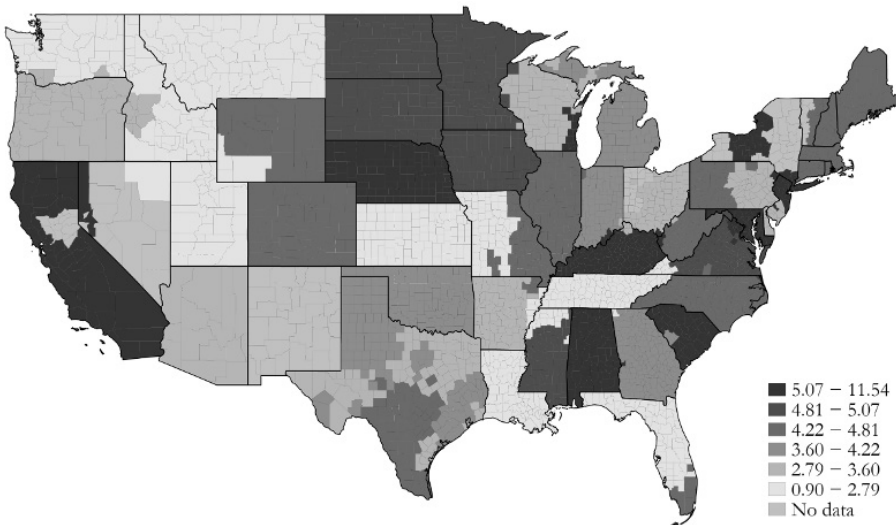 5.07 – 11.54
4.81 – 5.07
4.22 – 4.81
3.60 – 4.22
2.79 – 3.60
0.90 – 2.79
No data